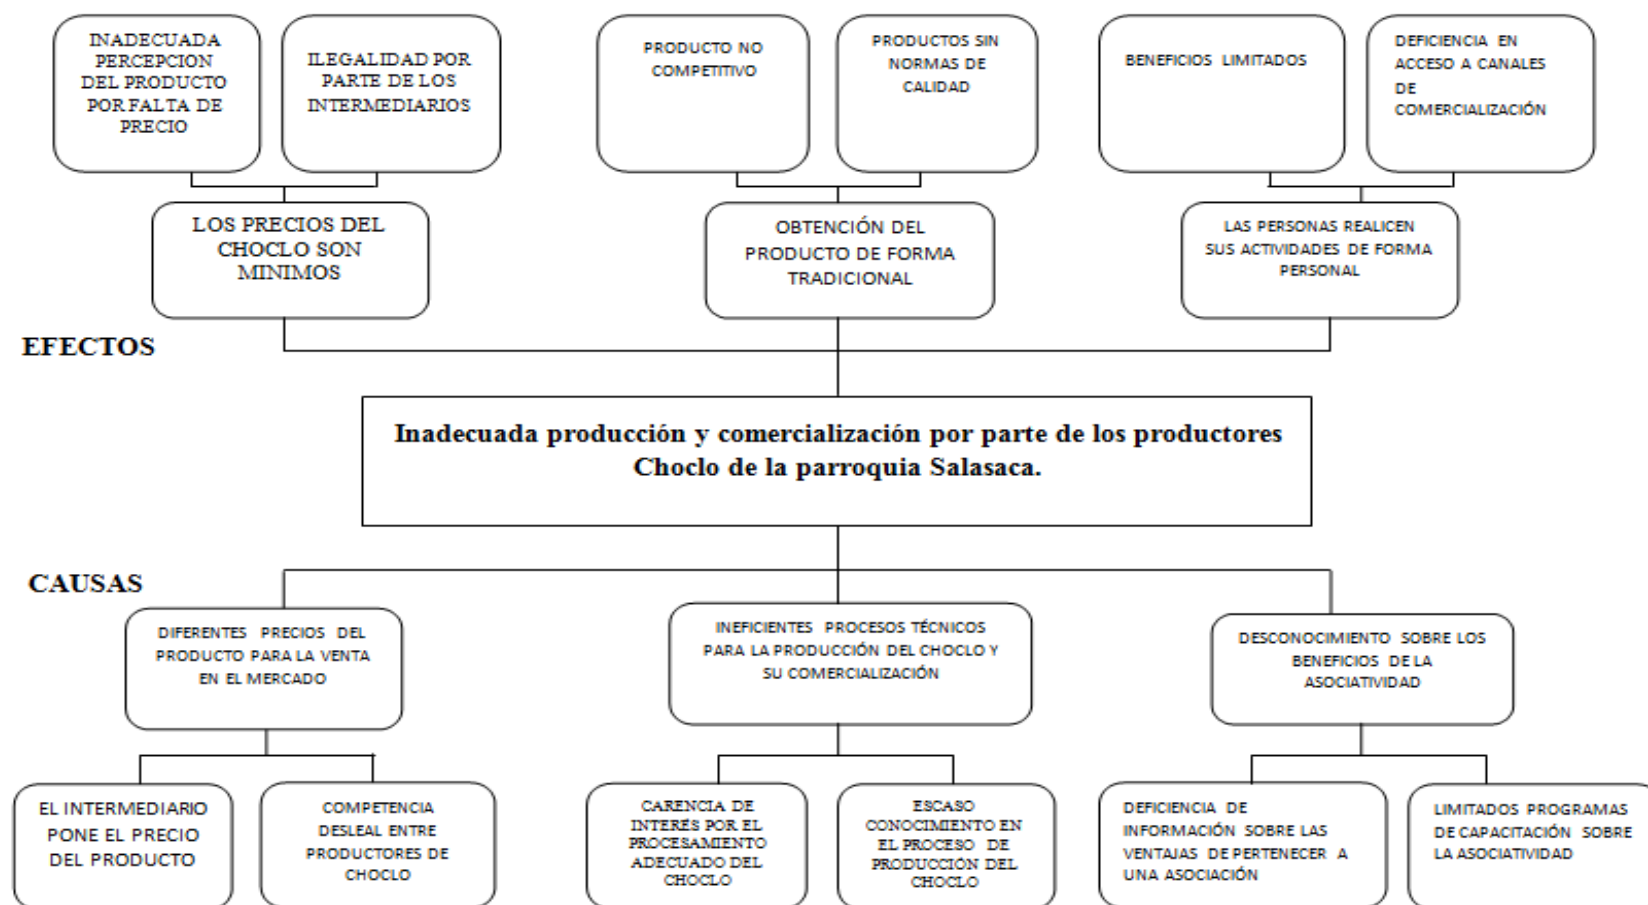 INADECUADA
PERCEPCION
DEL PRODUCTO
POR FALTA DE
PRECIO
ILEGALIDAD POR
PARTE DE LOS
INTERMEDIARIOS
PRODUCTO NO
COMPETITIVO
PRODUCTOS SIN
NORMAS DE
CALIDAD
BENEFICIOS LIMITADOS
DEFICIENCIA EN
ACCESO A CANALES
DE
COMERCIALIZACIÓN
LOS PRECIOS DEL
CHOCLO SON
MINIMOS
OBTENCIÓN DEL
PRODUCTO DE FORMA
TRADICIONAL
LAS PERSONAS REALICEN
SUS ACTIVIDADES DE FORMA
PERSONAL
EFECTOS
Inadecuada producción y comercialización por parte de los productores
Choclo de la parroquia Salasaca.
CAUSAS
DIFERENTES PRECIOS DEL
PRODUCTO PARA LA VENTA
EN EL MERCADO
INEFICIENTES PROCESOS TÉCNICOS
PARA LA PRODUCCIÓN DEL CHOCLO Y
SU COMERCIALIZACIÓN
DESCONOCIMIENTO SOBRE LOS
BENEFICIOS DE LA
ASOCIATIVIDAD
EL INTERMEDIARIO
PONE EL PRECIO
DEL PRODUCTO
COMPETENCIA
DESLEAL ENTRE
PRODUCTORES DE
CHOCLO
CARENCIA DE
INTERÉS POR EL
PROCESAMIENTO
ADECUADO DEL
CHOCLO
ESCASO
CONOCIMIENTO EN
EL PROCESO DE
PRODUCCIÓN DEL
CHOCLO
DEFICIENCIA DE
INFORMACIÓN SOBRE LAS
VENTAJAS DE PERTENECER A
UNA ASOCIACIÓN
LIMITADOS PROGRAMAS
DE CAPACITACIÓN SOBRE
LA ASOCIATIVIDAD